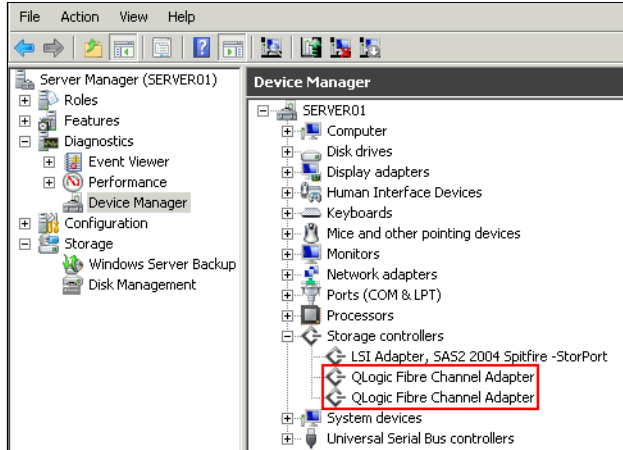 File Action View Help
Server Manager (SERVER01)
Roles
Features
Diagnostics
Event Viewer
Performance
Device Manager
Configuration
Storage
Windows Server Backup
Disk Management
Device Manager
SERVER01
Computer
Disk drives
Display adapters
Human Interface Devices
Keyboards
Mice and other pointing devices
Monitors
Network adapters
Ports (COM & LPT)
Processors
Storage controllers
LSI Adapter, SAS2 2004 Spitfire -StorPort
QLogic Fibre Channel Adapter
QLogic Fibre Channel Adapter
System devices
Universal Serial Bus controllers